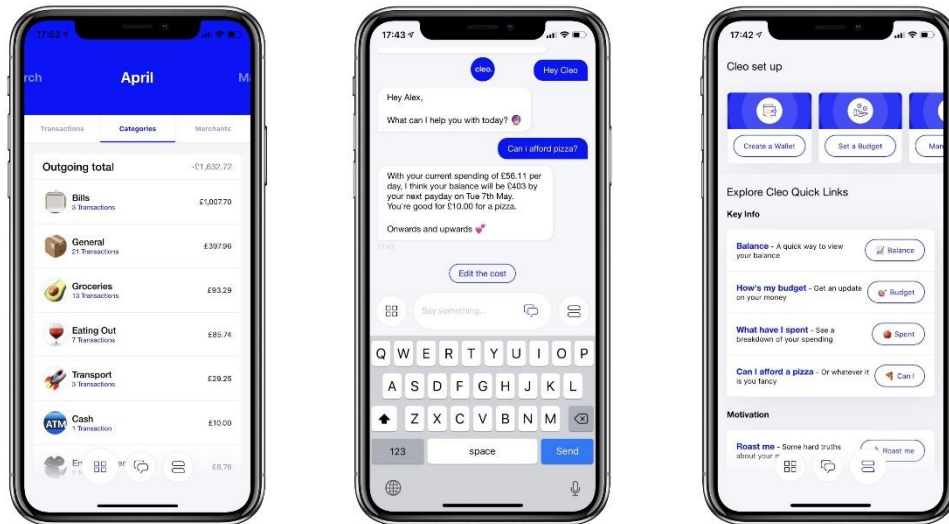 17:52
rch
April
Ma
Transactions
Categories
Merchants
Outgoing total
-£1,632.72
Bills
3 Transactions
£1,007.70
General
21 Transactions
£397.96
Groceries
13 Transactions
£93.29
Eating Out
7 Transactions
£85.74
Transport
3 Transactions
£29.25
ATM
Cash
1 Transaction
£10.00
£8.79
17:43
cleo.
Hey Cleo
Hey Alex,
What can I help you with today?
Can i afford pizza?
With your current spending of £56.11 per
day, I think your balance will be £403 by
your next payday on Tue 7th May.
You're good for £10.00 for a pizza.
Onwards and upwards 💕
17:43
Edit the cost
Say something...
Q W E R T Y U I O P
A S D F G H J K L
Z X C V B N M
123
space
Send
17:42
Cleo set up
Create a Wallet
Set a Budget
Man
Explore Cleo Quick Links
Key Info
Balance - A quick way to view
your balance
Balance
How's my budget - Get an update
on your money
Budget
What have I spent - See a
breakdown of your spending
Spent
Can I afford a pizza - Or whatever it
is you fancy
Can I
Motivation
Roast me - Some hard truths
about your
Roast me